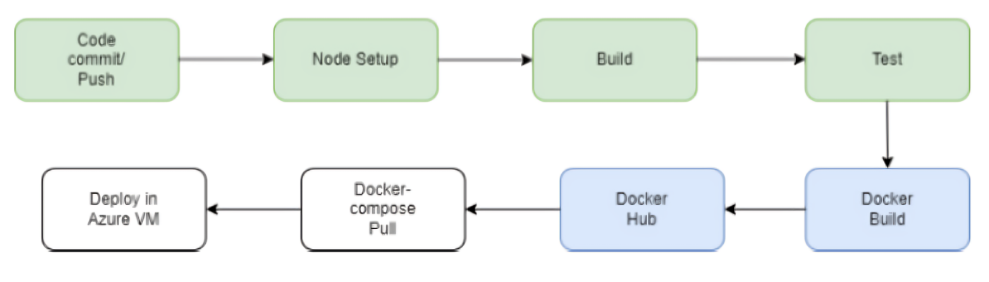 Code
commit/
Push
Node Setup
Build
Test
Deploy in
Azure VM
Docker-
compose
Pull
Docker
Hub
Docker
Build